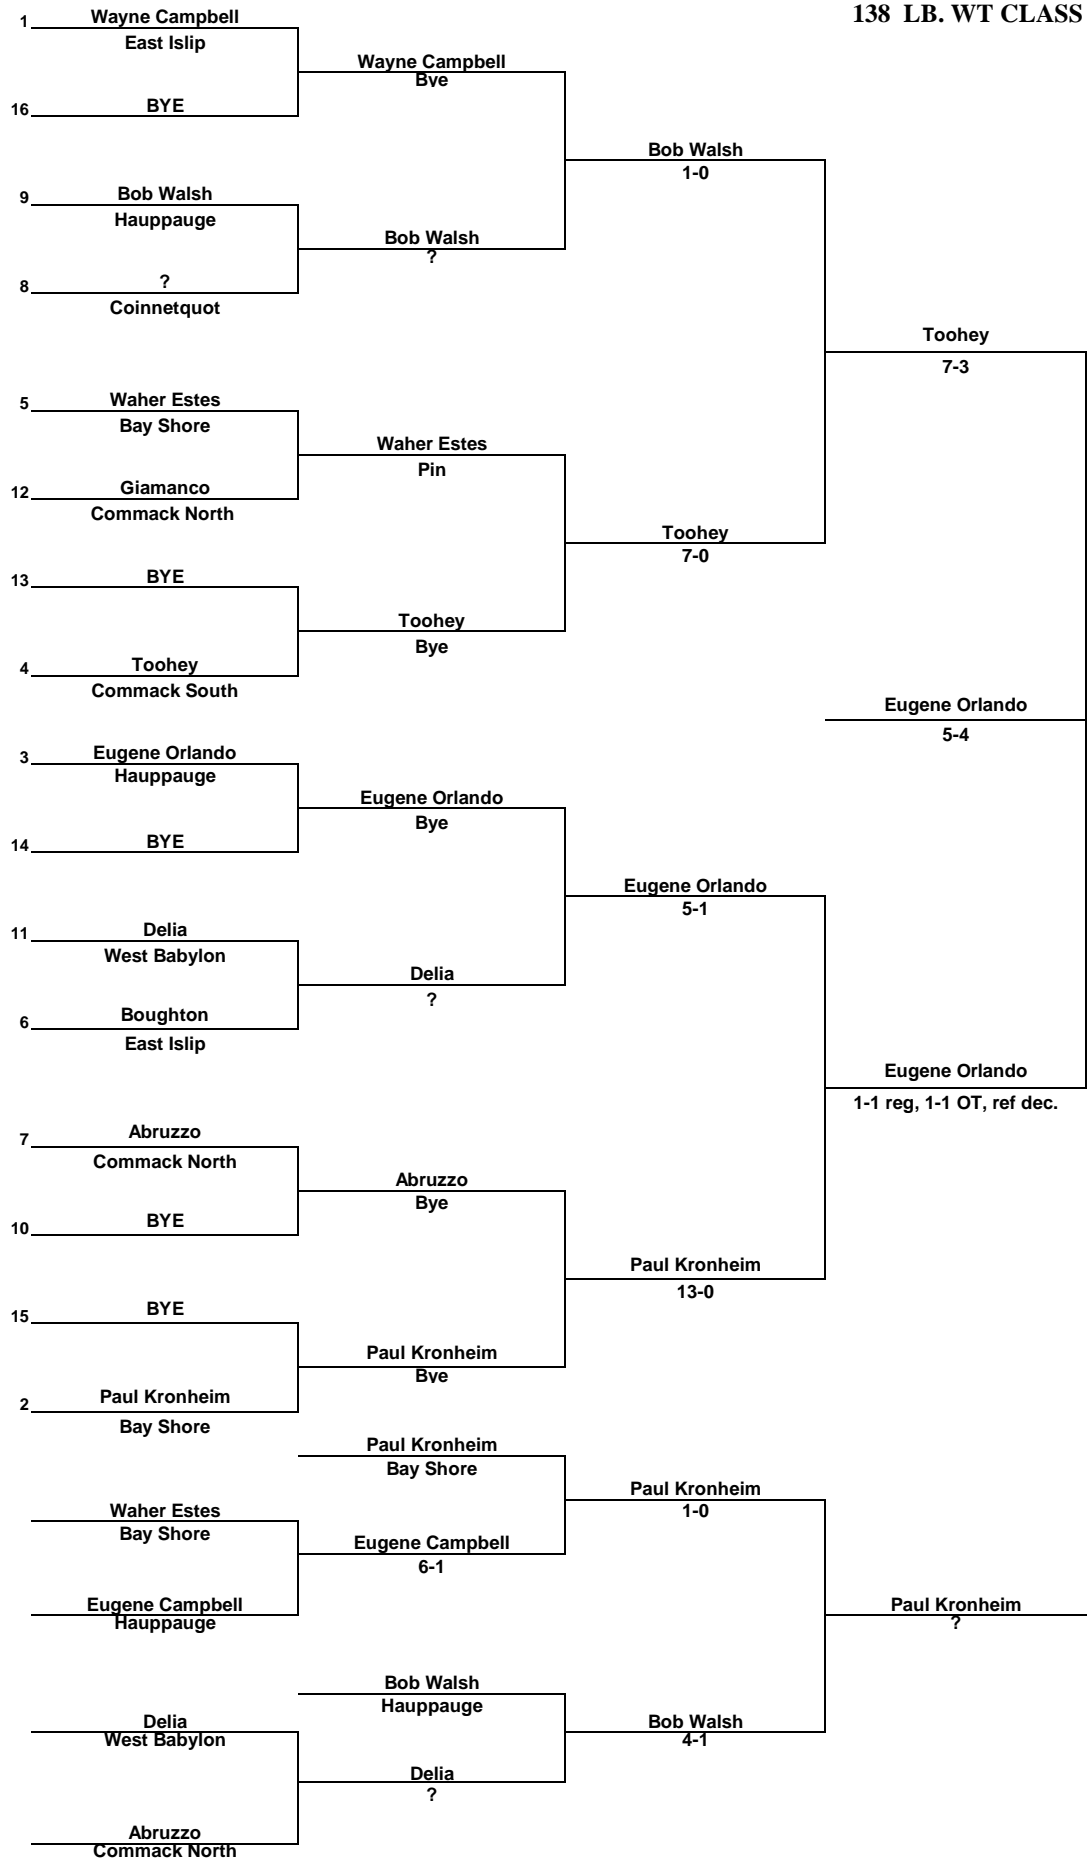 138 LB. WT CLASS
1 Wayne Campbell
East Islip
Wayne Campbell
Bye
16 BYE
Bob Walsh
1-0
9 Bob Walsh
Hauppauge
Bob Walsh
?
8 ?
Coinnetquot
Toohey
7-3
5 Waher Estes
Bay Shore
Waher Estes
Pin
12 Giamanco
Commack North
Toohey
7-0
13 BYE
Toohey
Bye
4 Toohey
Commack South
Eugene Orlando
5-4
3 Eugene Orlando
Hauppauge
Eugene Orlando
Bye
14 BYE
Eugene Orlando
5-1
11 Delia
West Babylon
Delia
?
6 Boughton
East Islip
Eugene Orlando
1-1 reg, 1-1 OT, ref dec.
7 Abruzzo
Commack North
Abruzzo
Bye
10 BYE
Paul Kronheim
13-0
15 BYE
Paul Kronheim
Bye
2 Paul Kronheim
Bay Shore
Paul Kronheim
Bay Shore
Paul Kronheim
1-0
Waher Estes
Bay Shore
Eugene Campbell
6-1
Eugene Campbell
Hauppauge
Paul Kronheim
?
Bob Walsh
Hauppauge
Delia
West Babylon
Bob Walsh
4-1
Delia
?
Abruzzo
Commack North